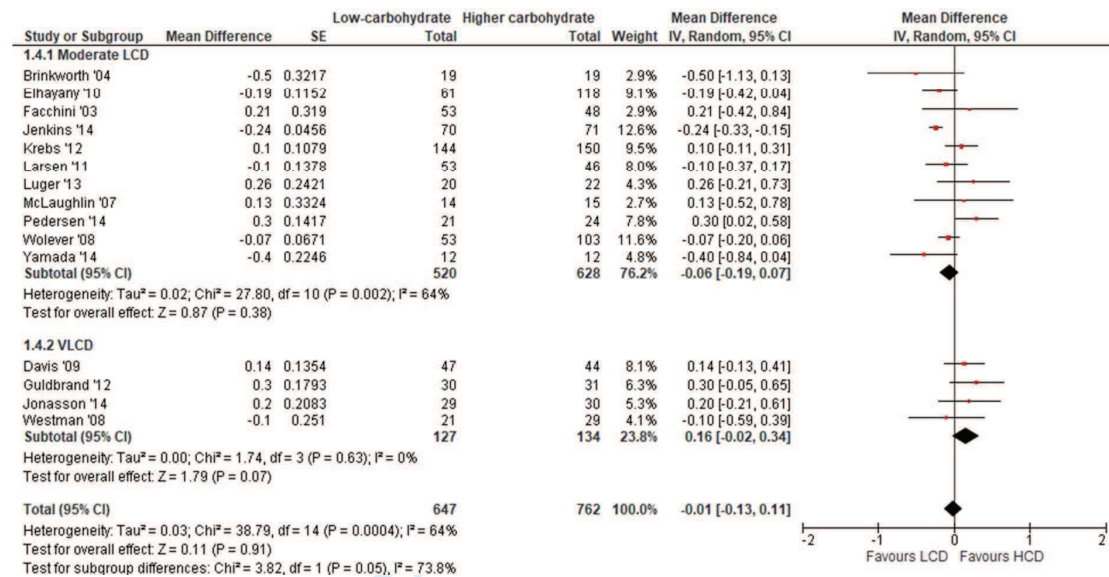 Low-carbohydrate Higher carbohydrate Mean Difference Mean Difference
Study or Subgroup Mean Difference SE Total Total Weight IV, Random, 95% CI IV, Random, 95% CI
1.4.1 Moderate LCD
Brinkworth '04 -0.5 0.3217 19 19 2.9% -0.50 [-1.13, 0.13]
Elhayany '10 -0.19 0.1152 61 118 9.1% -0.19 [-0.42, 0.04]
Facchini '03 0.21 0.319 53 48 2.9% 0.21 [-0.42, 0.84]
Jenkins '14 -0.24 0.0456 70 71 12.6% -0.24 [-0.33, -0.15]
Krebs '12 0.1 0.1079 144 150 9.5% 0.10 [-0.11, 0.31]
Larsen '11 -0.1 0.1378 53 46 8.0% -0.10 [-0.37, 0.17]
Luger '13 0.26 0.2421 20 22 4.3% 0.26 [-0.21, 0.73]
McLaughlin '07 0.13 0.3324 14 15 2.7% 0.13 [-0.52, 0.78]
Pedersen '14 0.3 0.1417 21 24 7.8% 0.30 [0.02, 0.58]
Wolever '08 -0.07 0.0671 53 103 11.6% -0.07 [-0.20, 0.06]
Yamada '14 -0.4 0.2246 12 12 4.8% -0.40 [-0.84, 0.04]
Subtotal (95% CI) 520 628 76.2% -0.06 [-0.19, 0.07]
Heterogeneity: Tau² = 0.02; Chi² = 27.80, df = 10 (P = 0.002); I² = 64%
Test for overall effect: Z = 0.87 (P = 0.38)
1.4.2 VLCD
Davis '09 0.14 0.1354 47 44 8.1% 0.14 [-0.13, 0.41]
Guldbrand '12 0.3 0.1793 30 31 6.3% 0.30 [-0.05, 0.65]
Jonasson '14 0.2 0.2083 29 30 5.3% 0.20 [-0.21, 0.61]
Westman '08 -0.1 0.251 21 29 4.1% -0.10 [-0.59, 0.39]
Subtotal (95% CI) 127 134 23.8% 0.16 [-0.02, 0.34]
Heterogeneity: Tau² = 0.00; Chi² = 1.74, df = 3 (P = 0.63); I² = 0%
Test for overall effect: Z = 1.79 (P = 0.07)
Total (95% CI) 647 762 100.0% -0.01 [-0.13, 0.11]
Heterogeneity: Tau² = 0.03; Chi² = 38.79, df = 14 (P = 0.0004); I² = 64%
Test for overall effect: Z = 0.11 (P = 0.91)
Test for subgroup differences: Chi² = 3.82, df = 1 (P = 0.05), I² = 73.8%
-2 -1 0 1 2
Favours LCD Favours HCD